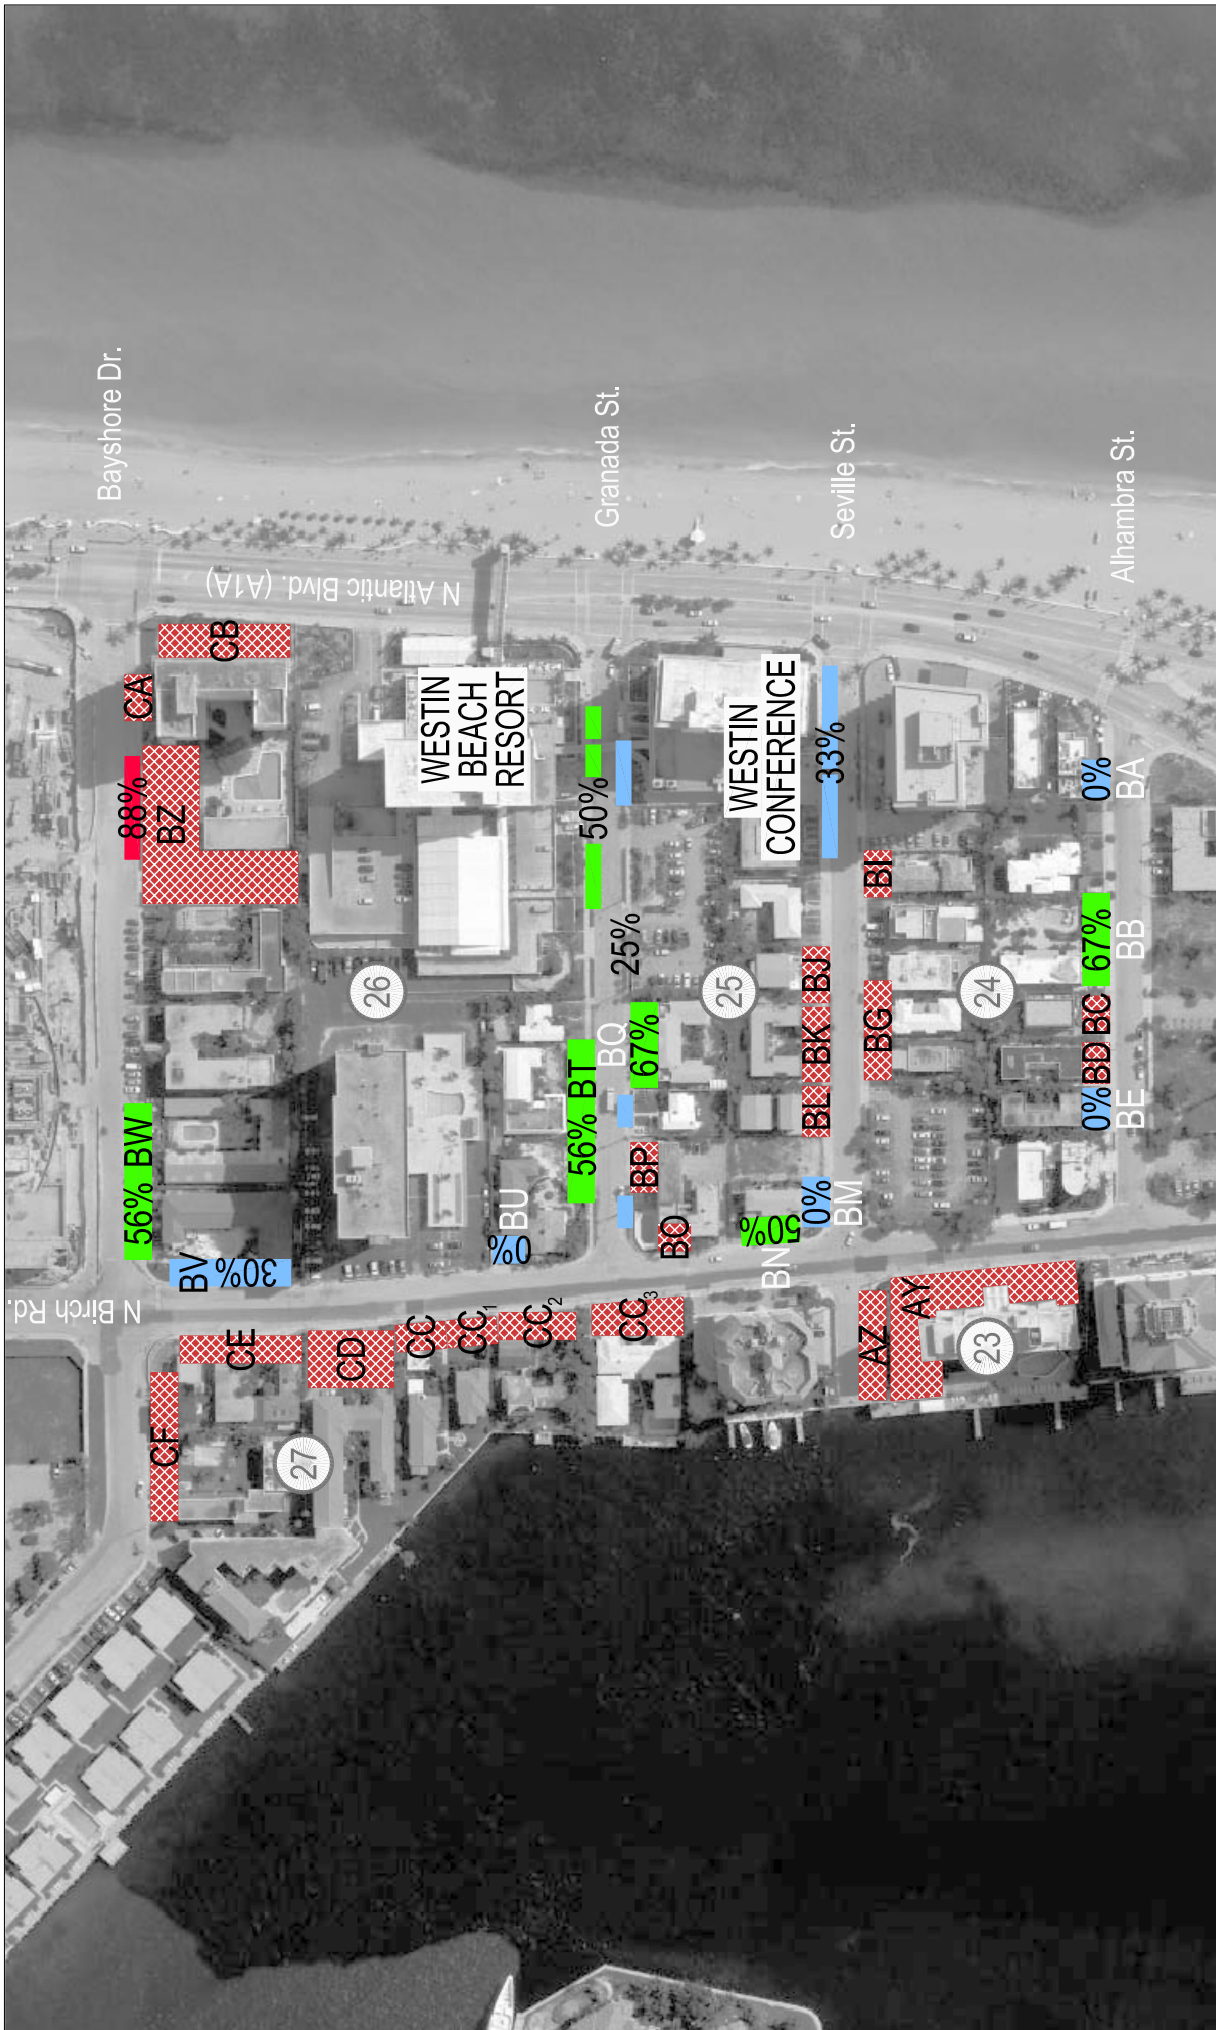 Bayshore Dr.
Granada St.
Seville St.
Alhambra St.
N Atlantic Blvd. (A1A)
CB
CA
88%
BZ
WESTIN
BEACH
RESORT
50%
25%
WESTIN
CONFERENCE
33%
0%
BA
BI
67%
BB
26
25
24
56% BW
BV
30%
BU
0%
56% BT
BQ
67%
BP
BO
BJ
BK
BL
BG
BC
BD
0%
BE
0%
BM
50%
BN
N Birch Rd.
CE
CD
CC
CC1
CC2
CC3
AZ
AY
23
CF
27